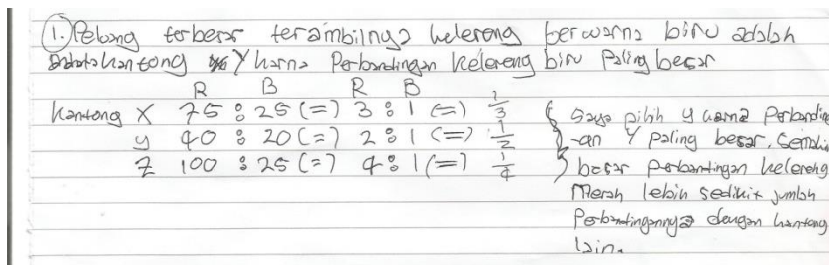 1. Peluang terbesar terambilnya kelereng berwarna biru adalah
kantong Y karna Perbandingan kelereng biru Paling besar
R B R B
Kantong X 75 : 25 (=) 3 : 1 (=) 1/3
y 40 : 20 (=) 2 : 1 (=) 1/2
Z 100 : 25 (=) 4 : 1 (=) 1/4
Saya pilih y karna Perbanding
-an Y paling besar. Semakin
besar perbandingan kelereng
Merah lebih sedikit jumlah
Perbandingannya dengan kantong
lain.